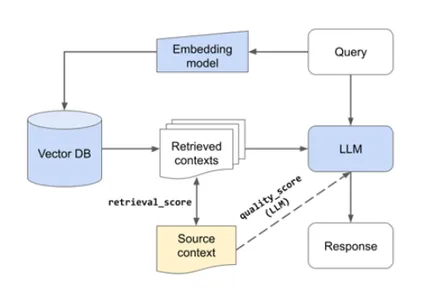 Embedding
model
Query
Vector DB
Retrieved
contexts
LLM
retrieval_score
quality_score
(LLM)
Source
context
Response